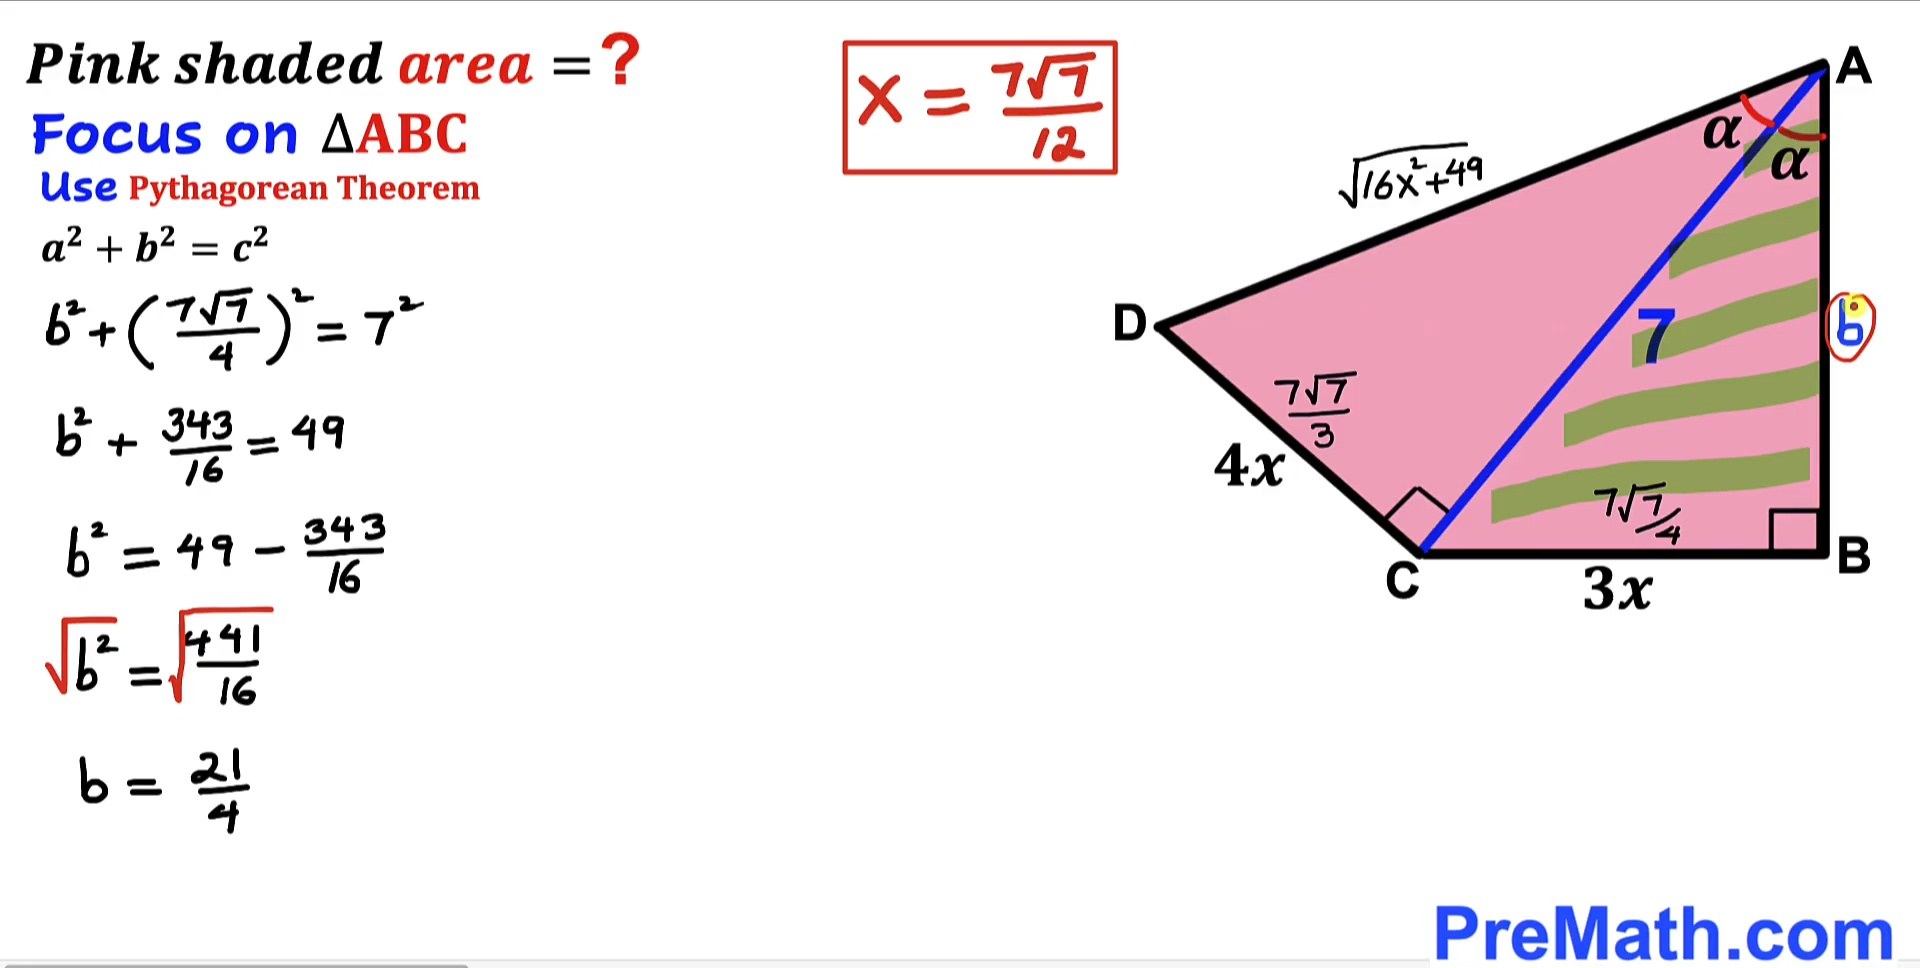 Pink shaded area = ?
Focus on ΔABC
Use Pythagorean Theorem
a² + b² = c²
b² + (7√7/4)² = 7²
b² + 343/16 = 49
b² = 49 − 343/16
√b² = √441/16
b = 21/4
x = 7√7/12
A
α
α
√16x²+49
D
7
b
7√7/3
4x
7√7/4
C
B
3x
PreMath.com